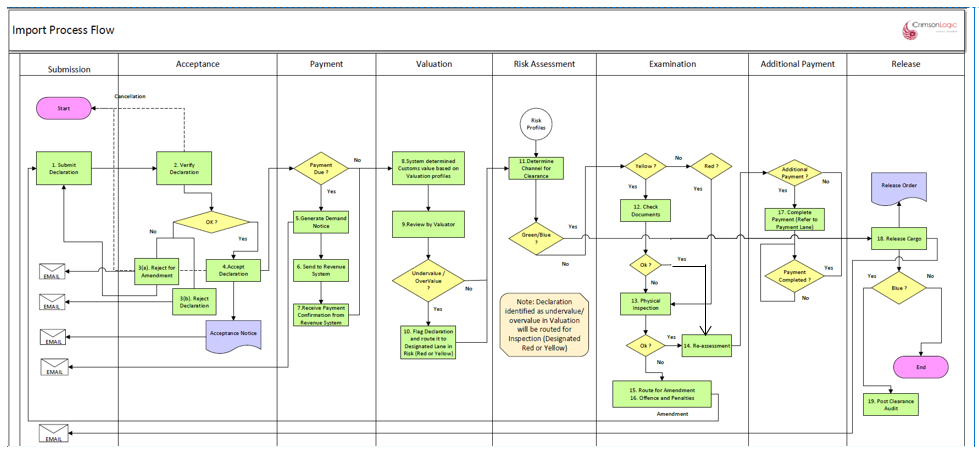 Import Process Flow
CrimsonLogic
Submission
Acceptance
Payment
Valuation
Risk Assessment
Examination
Additional Payment
Release
Cancellation
Start
1. Submit
Declaration
2. Verify
Declaration
OK ?
No
Yes
3(a). Reject for
Amendment
3(b). Reject
Declaration
4.Accept
Declaration
Acceptance Notice
EMAIL
EMAIL
EMAIL
EMAIL
EMAIL
Payment
Due ?
No
Yes
5.Generate Demand
Notice
6. Send to Revenue
System
7.Receive Payment
Confirmation from
Revenue System
8.System determined
Customs value based on
Valuation profiles
9.Review by Valuator
Undervalue /
OverValue
?
No
Yes
10. Flag Declaration
and route it to
Designated Lane in
Risk (Red or Yellow)
Risk
Profiles
11.Determine
Channel for
Clearance
Green/Blue
?
Yes
No
Note: Declaration
identified as undervalue/
overvalue in Valuation
will be routed for
Inspection (Designated
Red or Yellow)
Yellow ?
No
Red ?
Yes
Yes
12. Check
Documents
Ok ?
Yes
No
13. Physical
Inspection
Ok ?
Yes
No
14. Re-assessment
15. Route for Amendment
16. Offence and Penalties
Amendment
Additional
Payment ?
No
Yes
17. Complete
Payment (Refer to
Payment Lane)
Payment
Completed ?
Yes
No
Release Order
18. Release Cargo
Yes
No
Blue ?
End
19. Post Clearance
Audit